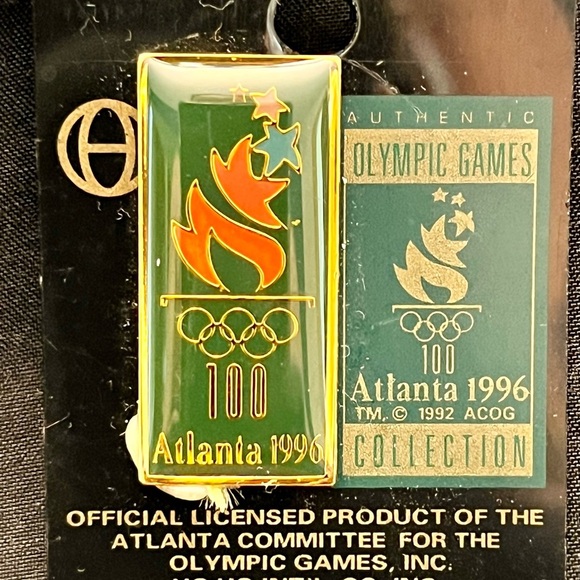 100
Atlanta 1996
AUTHENTIC
OLYMPIC GAMES
100
Atlanta 1996
TM, © 1992 ACOG
COLLECTION
OFFICIAL LICENSED PRODUCT OF THE
ATLANTA COMMITTEE FOR THE
OLYMPIC GAMES, INC.